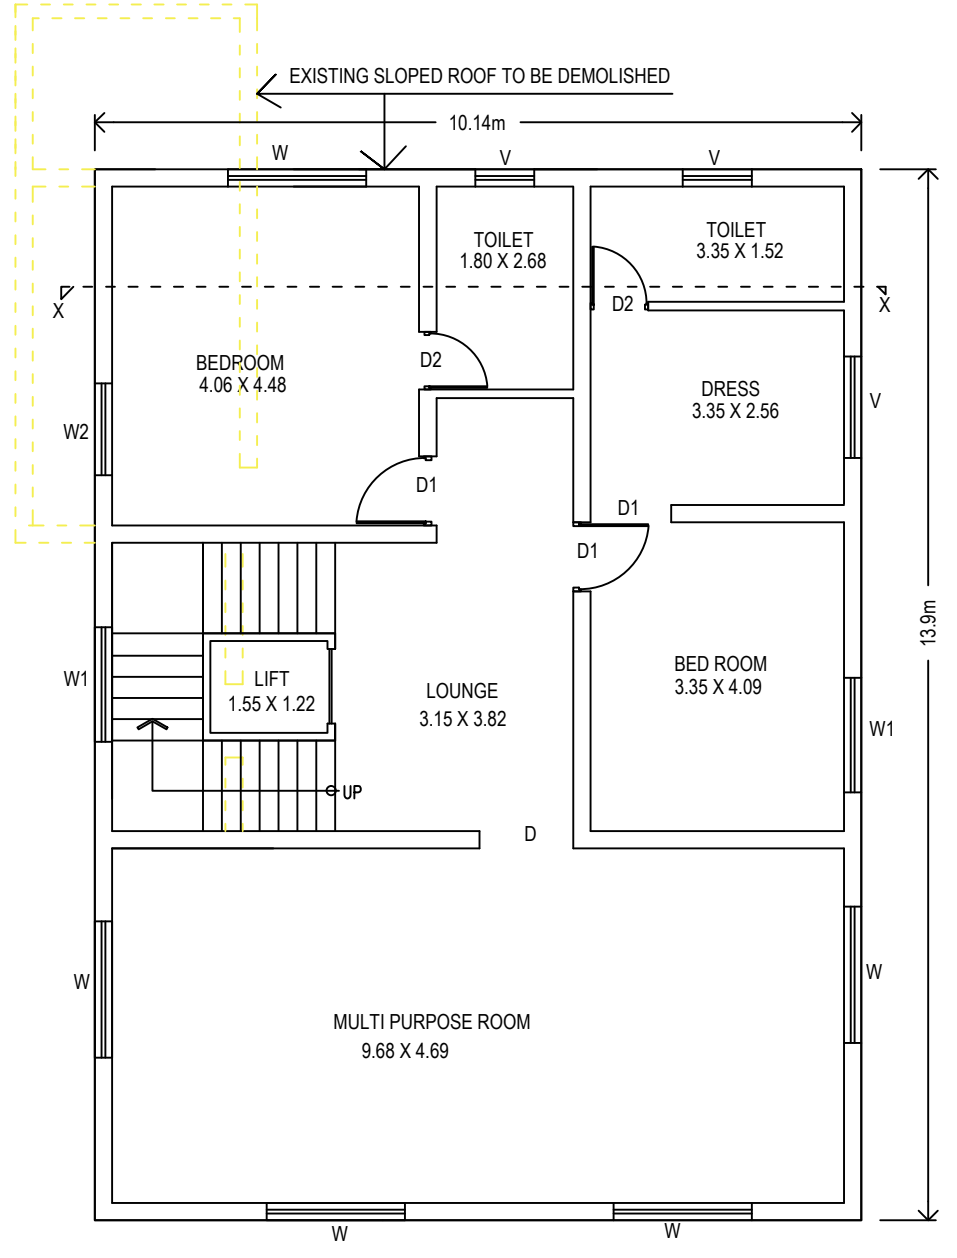 EXISTING SLOPED ROOF TO BE DEMOLISHED
10.14m
W
V
V
TOILET
1.80 X 2.68
TOILET
3.35 X 1.52
X
X
D2
BEDROOM
4.06 X 4.48
D2
DRESS
3.35 X 2.56
V
W2
D1
D1
D1
13.9m
LIFT
1.55 X 1.22
W1
LOUNGE
3.15 X 3.82
BED ROOM
3.35 X 4.09
W1
UP
D
W
W
MULTI PURPOSE ROOM
9.68 X 4.69
W
W